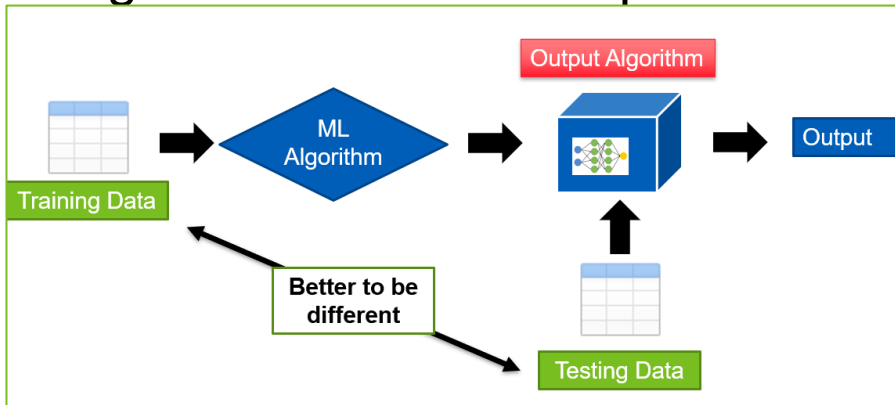 Output Algorithm
ML
Algorithm
Output
Training Data
Better to be
different
Testing Data